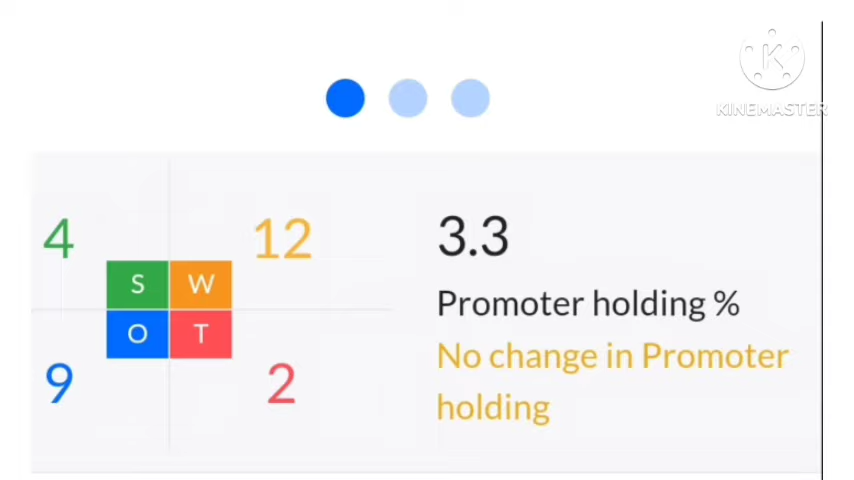 K
KINEMASTER
4
12
S W
O T
9
2
3.3
Promoter holding %
No change in Promoter
holding